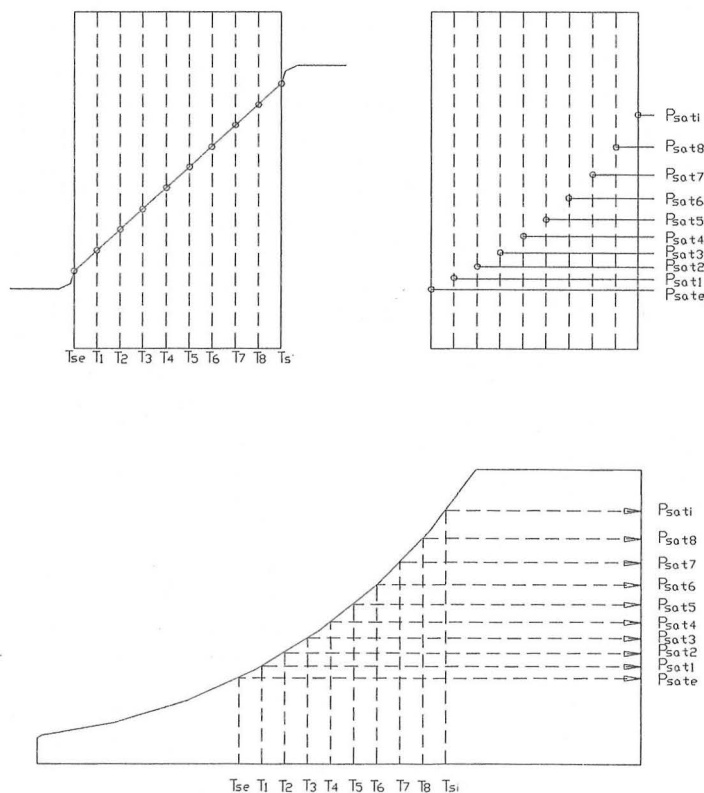 Psati
Psat8
Psat7
Psat6
Psat5
Psat4
Psat3
Psat2
Psat1
Psate
Tse T1 T2 T3 T4 T5 T6 T7 T8 Ts
Psati
Psat8
Psat7
Psat6
Psat5
Psat4
Psat3
Psat2
Psat1
Psate
Tse T1 T2 T3 T4 T5 T6 T7 T8 Tsi